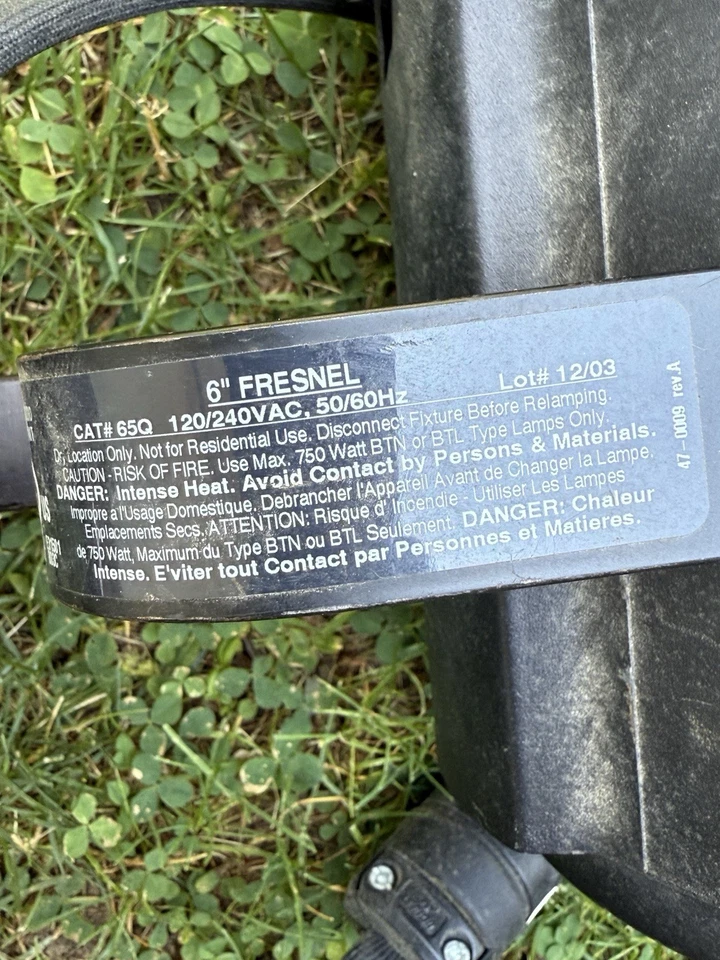 6" FRESNEL
Lot# 12/03
CAT# 65Q 120/240VAC, 50/60Hz
Dry Location Only. Not for Residential Use. Disconnect Fixture Before Relamping.
CAUTION - RISK OF FIRE. Use Max. 750 Watt BTN or BTL Type Lamps Only.
DANGER: Intense Heat. Avoid Contact by Persons & Materials.
Impropre a l'Usage Domestique. Debrancher l'Appareil Avant de Changer la Lampe.
Emplacements Secs. ATTENTION: Risque d' Incendie - Utiliser Les Lampes
de 750 Watt, Maximum du Type BTN ou BTL Seulement. DANGER: Chaleur
Intense. E'viter tout Contact par Personnes et Matieres.
47-0009 rev.A